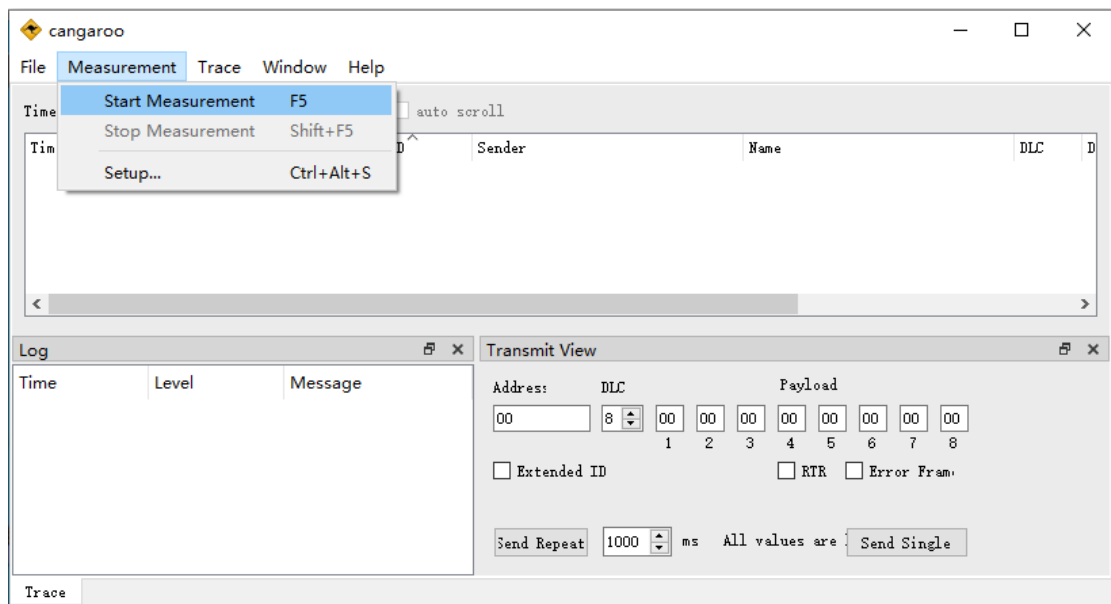 cangaroo
File Measurement Trace Window Help
Start Measurement F5
Stop Measurement Shift+F5
Setup... Ctrl+Alt+S
Time auto scroll
Tim D Sender Name DLC D
Log
Time Level Message
Transmit View
Address DLC Payload
00 8 00 00 00 00 00 00 00 00
1 2 3 4 5 6 7 8
Extended ID RTR Error Fram
Send Repeat 1000 ms All values are Send Single
Trace